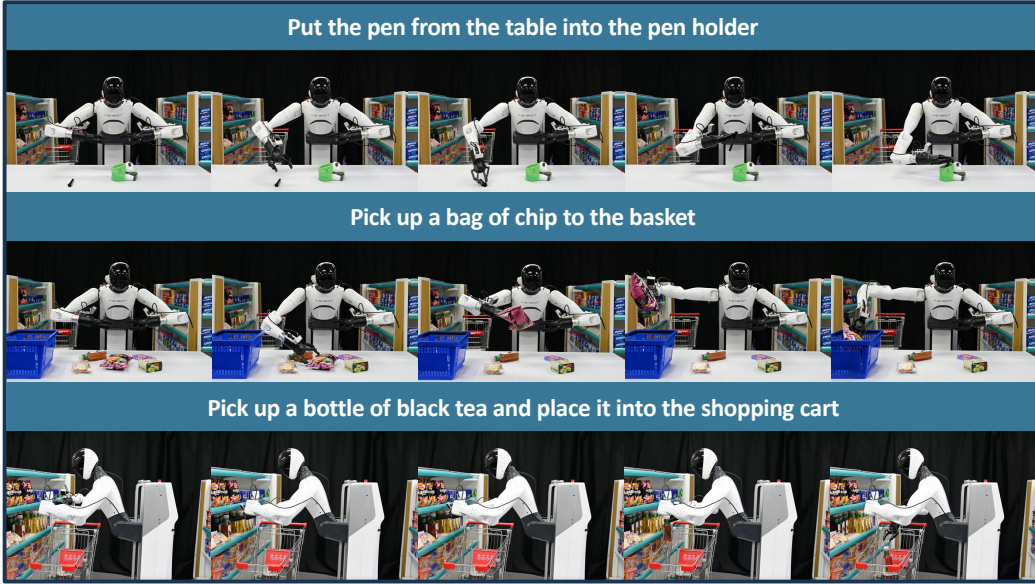 Put the pen from the table into the pen holder
Pick up a bag of chip to the basket
Pick up a bottle of black tea and place it into the shopping cart